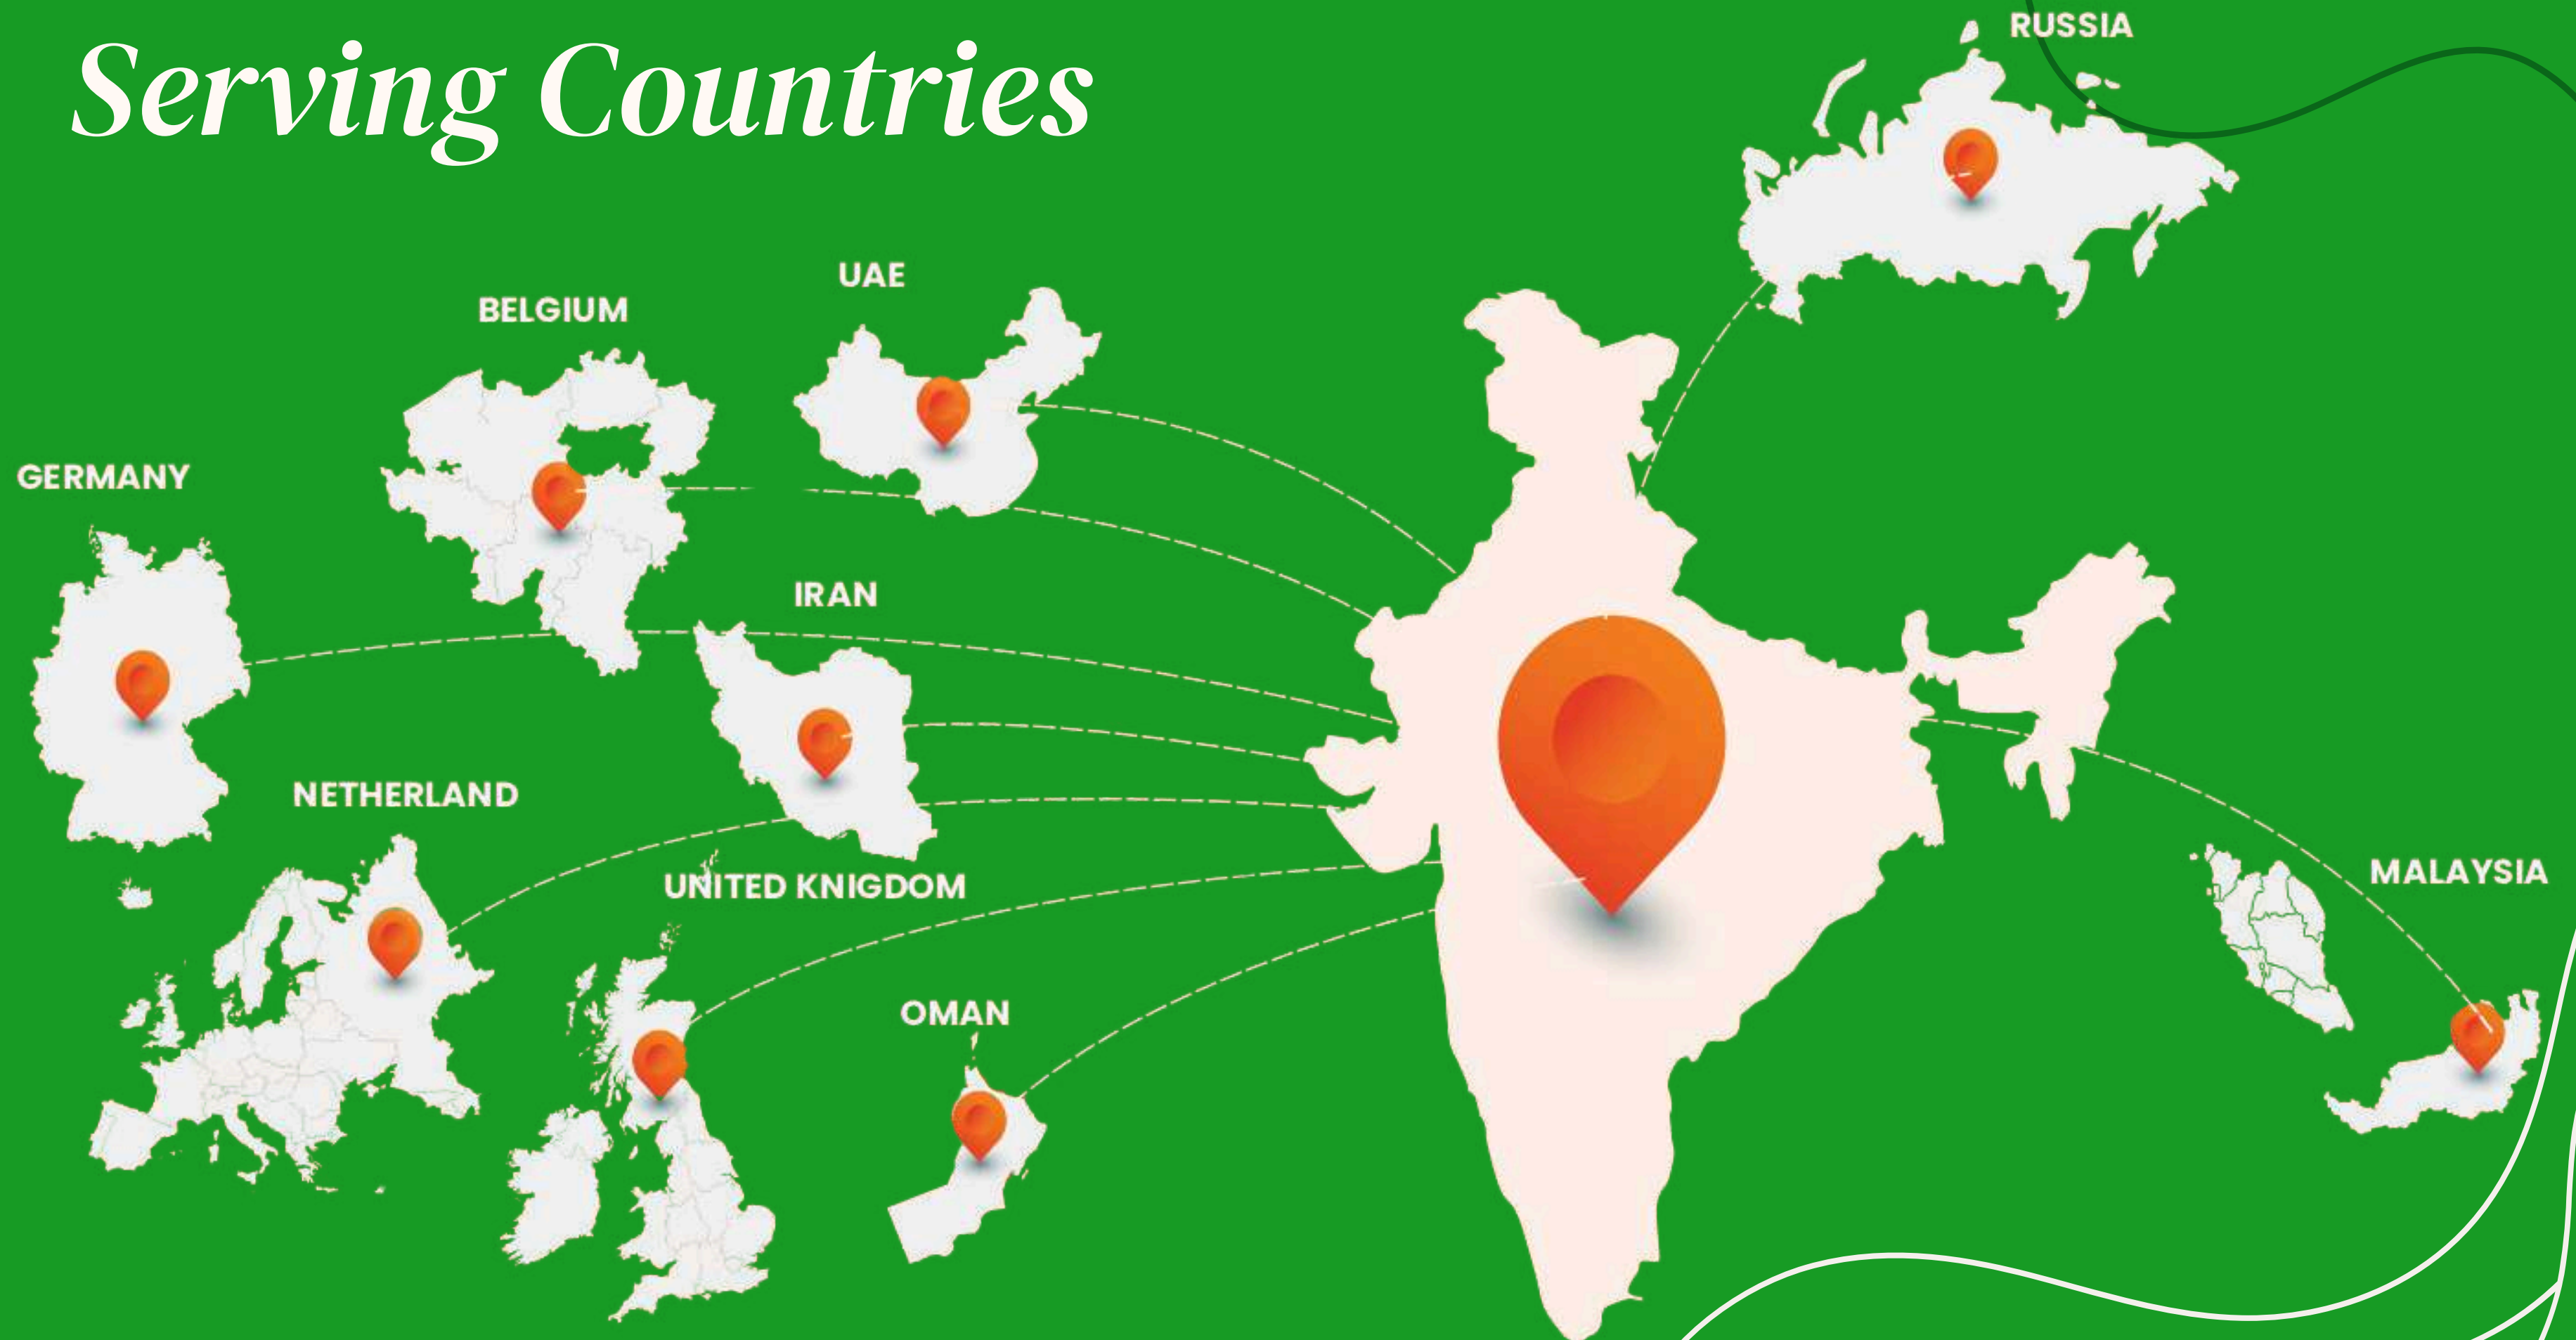 Serving Countries
RUSSIA
UAE
BELGIUM
GERMANY
IRAN
NETHERLAND
UNITED KNIGDOM
MALAYSIA
OMAN